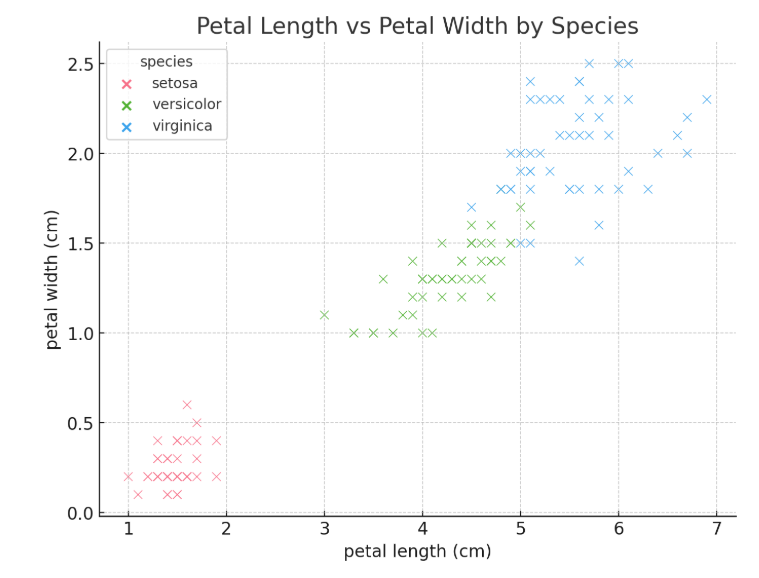 Petal Length vs Petal Width by Species
species
setosa
versicolor
virginica
2.5
2.0
1.5
1.0
0.5
0.0
petal width (cm)
1 2 3 4 5 6 7
petal length (cm)